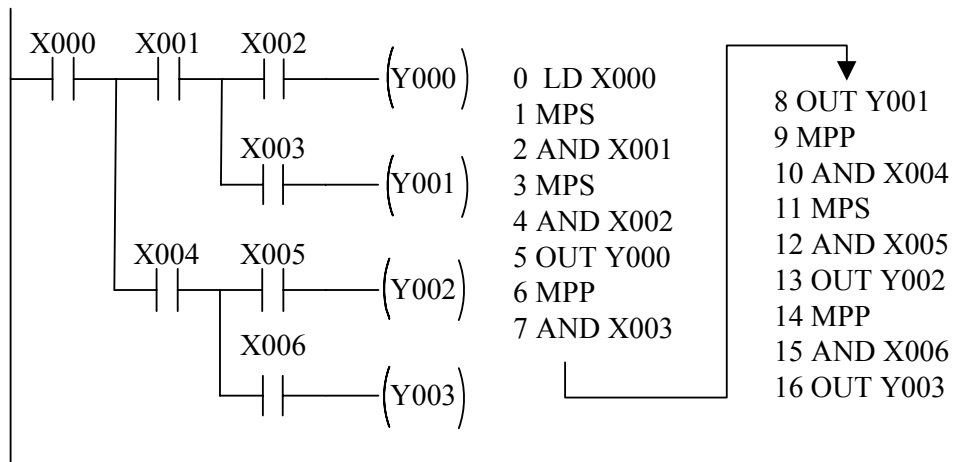 X000 X001 X002
Y000
X003
Y001
X004 X005
Y002
X006
Y003
0 LD X000
1 MPS
2 AND X001
3 MPS
4 AND X002
5 OUT Y000
6 MPP
7 AND X003
8 OUT Y001
9 MPP
10 AND X004
11 MPS
12 AND X005
13 OUT Y002
14 MPP
15 AND X006
16 OUT Y003